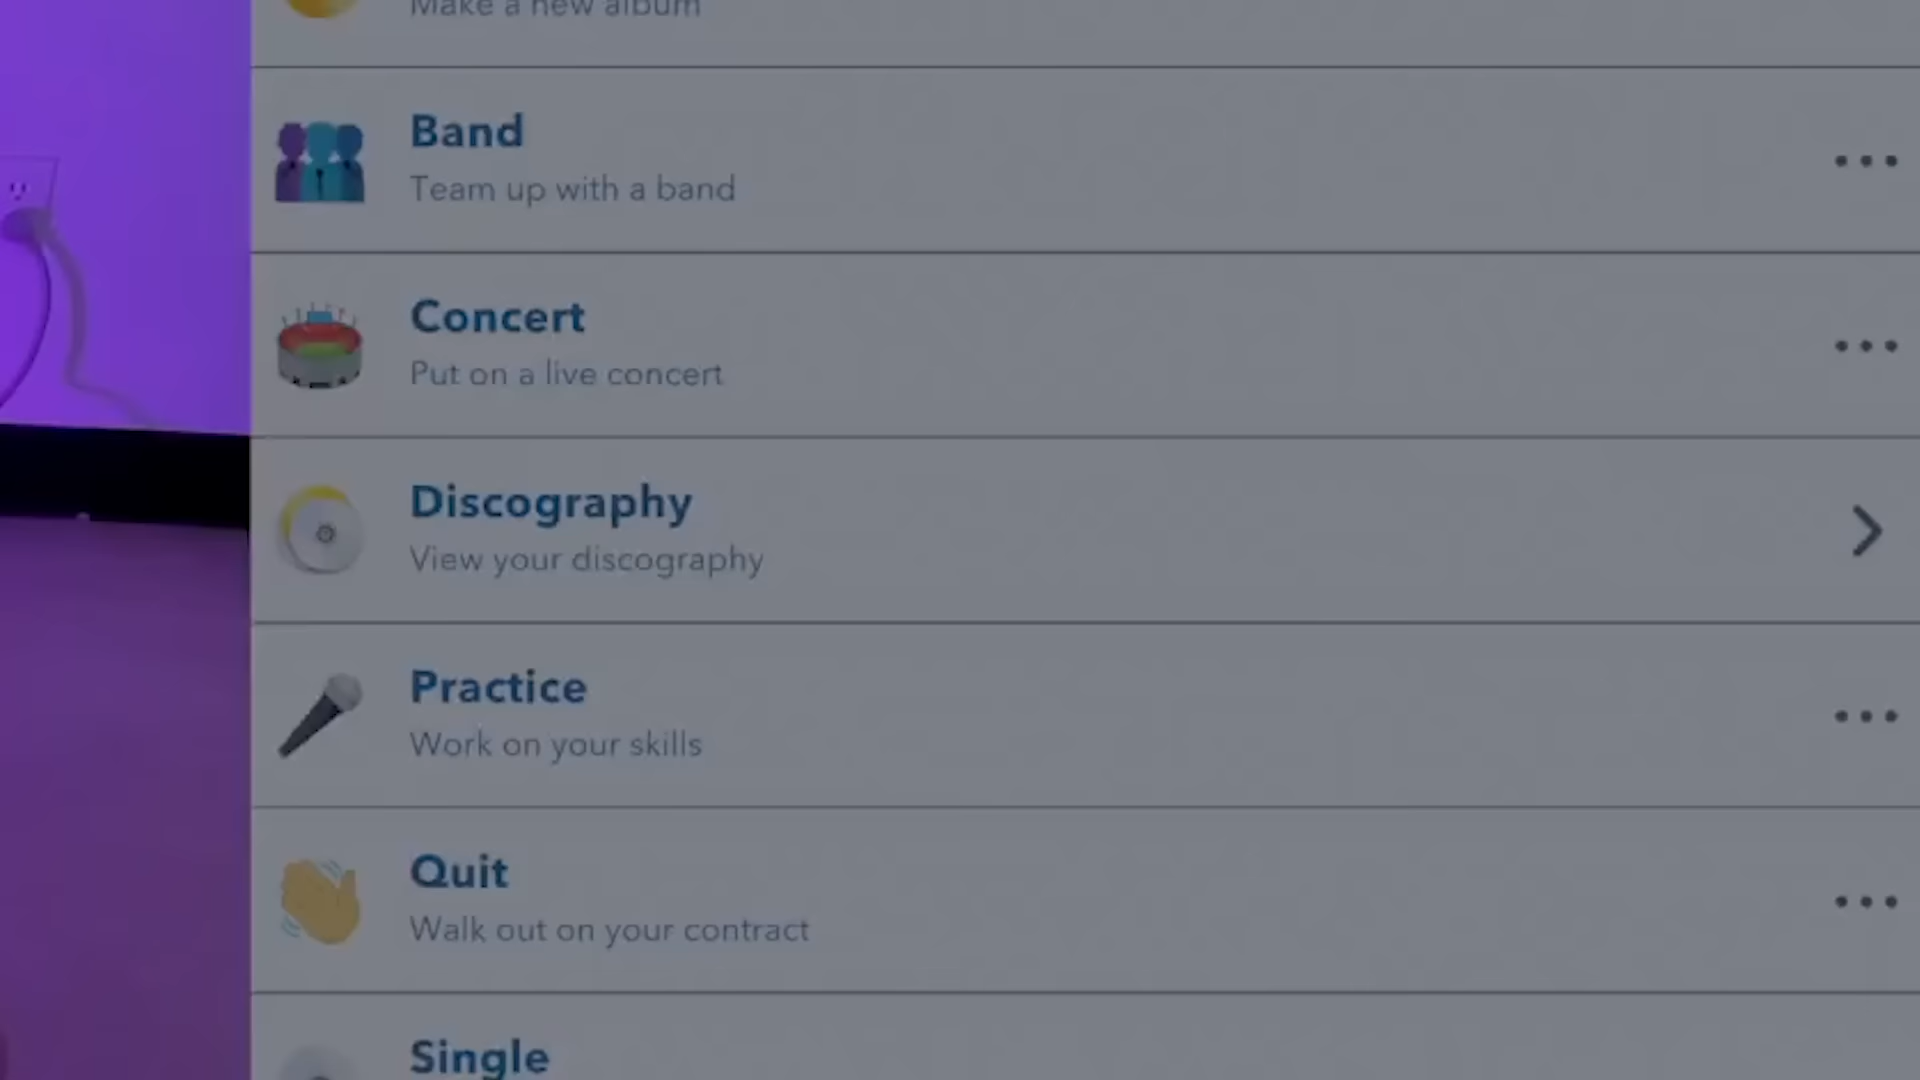 Make a new album
Band
Team up with a band
Concert
Put on a live concert
Discography
View your discography
Practice
Work on your skills
Quit
Walk out on your contract
Single